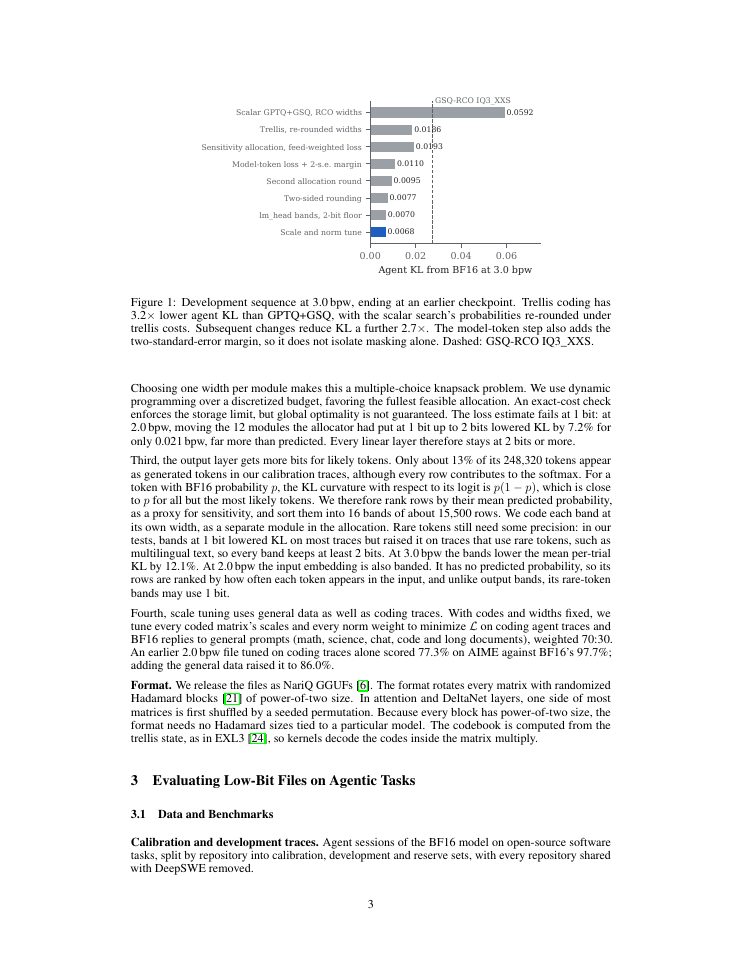 GSQ-RCO IQ3_XXS
Scalar GPTQ+GSQ, RCO widths 0.0592
Trellis, re-rounded widths 0.0186
Sensitivity allocation, feed-weighted loss 0.0193
Model-token loss + 2-s.e. margin 0.0110
Second allocation round 0.0095
Two-sided rounding 0.0077
lm_head bands, 2-bit floor 0.0070
Scale and norm tune 0.0068
0.00 0.02 0.04 0.06
Agent KL from BF16 at 3.0 bpw
Figure 1: Development sequence at 3.0 bpw, ending at an earlier checkpoint. Trellis coding has
3.2× lower agent KL than GPTQ+GSQ, with the scalar search's probabilities re-rounded under
trellis costs. Subsequent changes reduce KL a further 2.7×. The model-token step also adds the
two-standard-error margin, so it does not isolate masking alone. Dashed: GSQ-RCO IQ3_XXS.
Choosing one width per module makes this a multiple-choice knapsack problem. We use dynamic
programming over a discretized budget, favoring the fullest feasible allocation. An exact-cost check
enforces the storage limit, but global optimality is not guaranteed. The loss estimate fails at 1 bit: at
2.0 bpw, moving the 12 modules the allocator had put at 1 bit up to 2 bits lowered KL by 7.2% for
only 0.021 bpw, far more than predicted. Every linear layer therefore stays at 2 bits or more.
Third, the output layer gets more bits for likely tokens. Only about 13% of its 248,320 tokens appear
as generated tokens in our calibration traces, although every row contributes to the softmax. For a
token with BF16 probability p, the KL curvature with respect to its logit is p(1 − p), which is close
to p for all but the most likely tokens. We therefore rank rows by their mean predicted probability,
as a proxy for sensitivity, and sort them into 16 bands of about 15,500 rows. We code each band at
its own width, as a separate module in the allocation. Rare tokens still need some precision: in our
tests, bands at 1 bit lowered KL on most traces but raised it on traces that use rare tokens, such as
multilingual text, so every band keeps at least 2 bits. At 3.0 bpw the bands lower the mean per-trial
KL by 12.1%. At 2.0 bpw the input embedding is also banded. It has no predicted probability, so its
rows are ranked by how often each token appears in the input, and unlike output bands, its rare-token
bands may use 1 bit.
Fourth, scale tuning uses general data as well as coding traces. With codes and widths fixed, we
tune every coded matrix's scales and every norm weight to minimize ℒ on coding agent traces and
BF16 replies to general prompts (math, science, chat, code and long documents), weighted 70:30.
An earlier 2.0 bpw file tuned on coding traces alone scored 77.3% on AIME against BF16's 97.7%;
adding the general data raised it to 86.0%.
Format. We release the files as NariQ GGUFs [6]. The format rotates every matrix with randomized
Hadamard blocks [21] of power-of-two size. In attention and DeltaNet layers, one side of most
matrices is first shuffled by a seeded permutation. Because every block has power-of-two size, the
format needs no Hadamard sizes tied to a particular model. The codebook is computed from the
trellis state, as in EXL3 [24], so kernels decode the codes inside the matrix multiply.
3 Evaluating Low-Bit Files on Agentic Tasks
3.1 Data and Benchmarks
Calibration and development traces. Agent sessions of the BF16 model on open-source software
tasks, split by repository into calibration, development and reserve sets, with every repository shared
with DeepSWE removed.
3